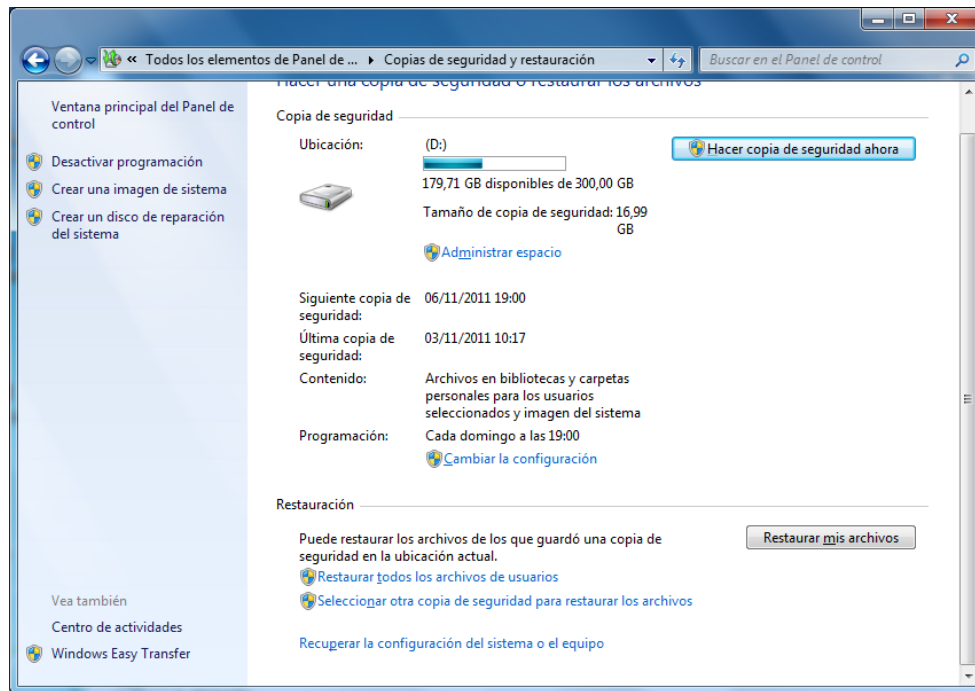 « Todos los elementos de Panel de ... ▸ Copias de seguridad y restauración
Buscar en el Panel de control
Ventana principal del Panel de
control
Desactivar programación
Crear una imagen de sistema
Crear un disco de reparación
del sistema
Hacer una copia de seguridad o restaurar los archivos
Copia de seguridad
Ubicación:
(D:)
Hacer copia de seguridad ahora
179,71 GB disponibles de 300,00 GB
Tamaño de copia de seguridad: 16,99
GB
Administrar espacio
Siguiente copia de
seguridad:
06/11/2011 19:00
Última copia de
seguridad:
03/11/2011 10:17
Contenido:
Archivos en bibliotecas y carpetas
personales para los usuarios
seleccionados y imagen del sistema
Programación:
Cada domingo a las 19:00
Cambiar la configuración
Restauración
Puede restaurar los archivos de los que guardó una copia de
seguridad en la ubicación actual.
Restaurar mis archivos
Restaurar todos los archivos de usuarios
Seleccionar otra copia de seguridad para restaurar los archivos
Recuperar la configuración del sistema o el equipo
Vea también
Centro de actividades
Windows Easy Transfer